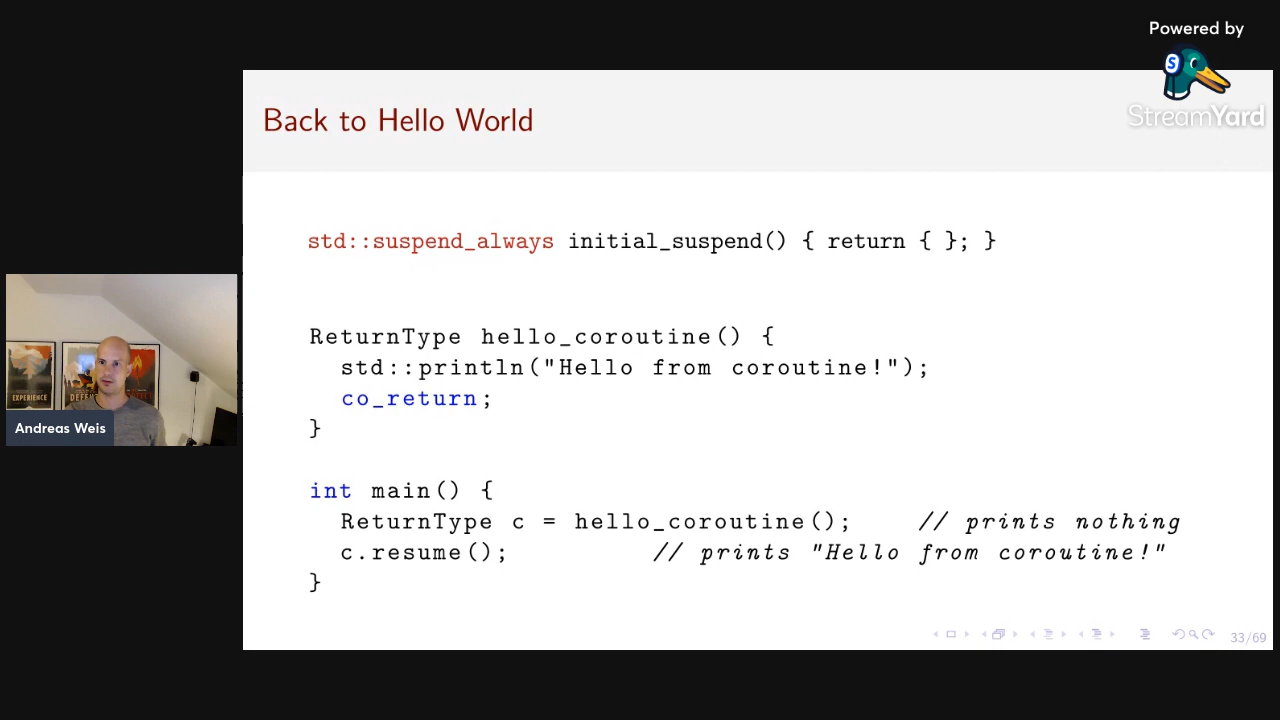 Powered by
S
StreamYard
Back to Hello World
std::suspend_always initial_suspend() { return { }; }
ReturnType hello_coroutine() {
std::println("Hello from coroutine!");
co_return;
}
int main() {
ReturnType c = hello_coroutine(); // prints nothing
c.resume(); // prints "Hello from coroutine!"
}
33/69
EXPERIENCE
Andreas Weis